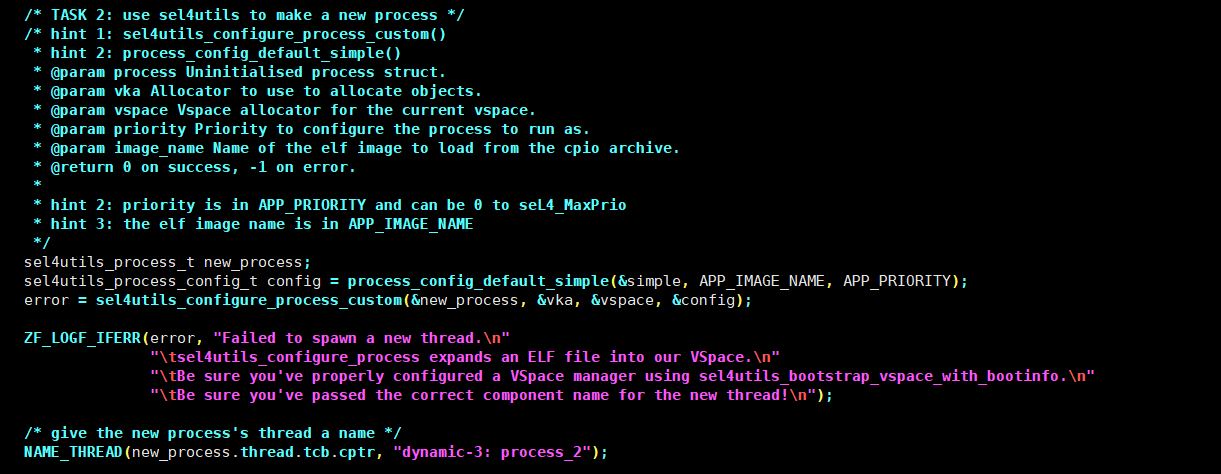 /* TASK 2: use sel4utils to make a new process */
/* hint 1: sel4utils_configure_process_custom()
 * hint 2: process_config_default_simple()
 * @param process Uninitialised process struct.
 * @param vka Allocator to use to allocate objects.
 * @param vspace Vspace allocator for the current vspace.
 * @param priority Priority to configure the process to run as.
 * @param image_name Name of the elf image to load from the cpio archive.
 * @return 0 on success, -1 on error.
 *
 * hint 2: priority is in APP_PRIORITY and can be 0 to seL4_MaxPrio
 * hint 3: the elf image name is in APP_IMAGE_NAME
 */
sel4utils_process_t new_process;
sel4utils_process_config_t config = process_config_default_simple(&simple, APP_IMAGE_NAME, APP_PRIORITY);
error = sel4utils_configure_process_custom(&new_process, &vka, &vspace, &config);

ZF_LOGF_IFERR(error, "Failed to spawn a new thread.\n"
              "\tsel4utils_configure_process expands an ELF file into our VSpace.\n"
              "\tBe sure you've properly configured a VSpace manager using sel4utils_bootstrap_vspace_with_bootinfo.\n"
              "\tBe sure you've passed the correct component name for the new thread!\n");

/* give the new process's thread a name */
NAME_THREAD(new_process.thread.tcb.cptr, "dynamic-3: process_2");